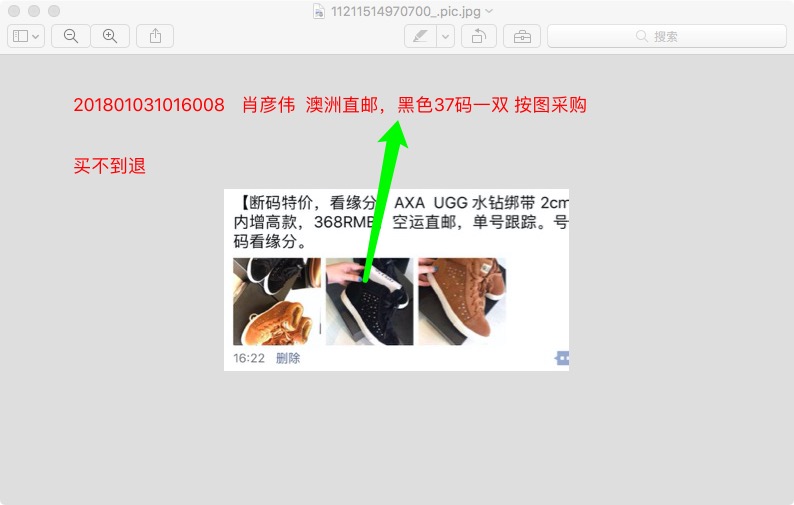 11211514970700_.pic.jpg
搜索
201801031016008 肖彦伟 澳洲直邮，黑色37码一双 按图采购
买不到退
【断码特价，看缘分 AXA UGG 水钻绑带 2cm
内增高款，368RMB 空运直邮，单号跟踪。号
码看缘分。
16:22 删除